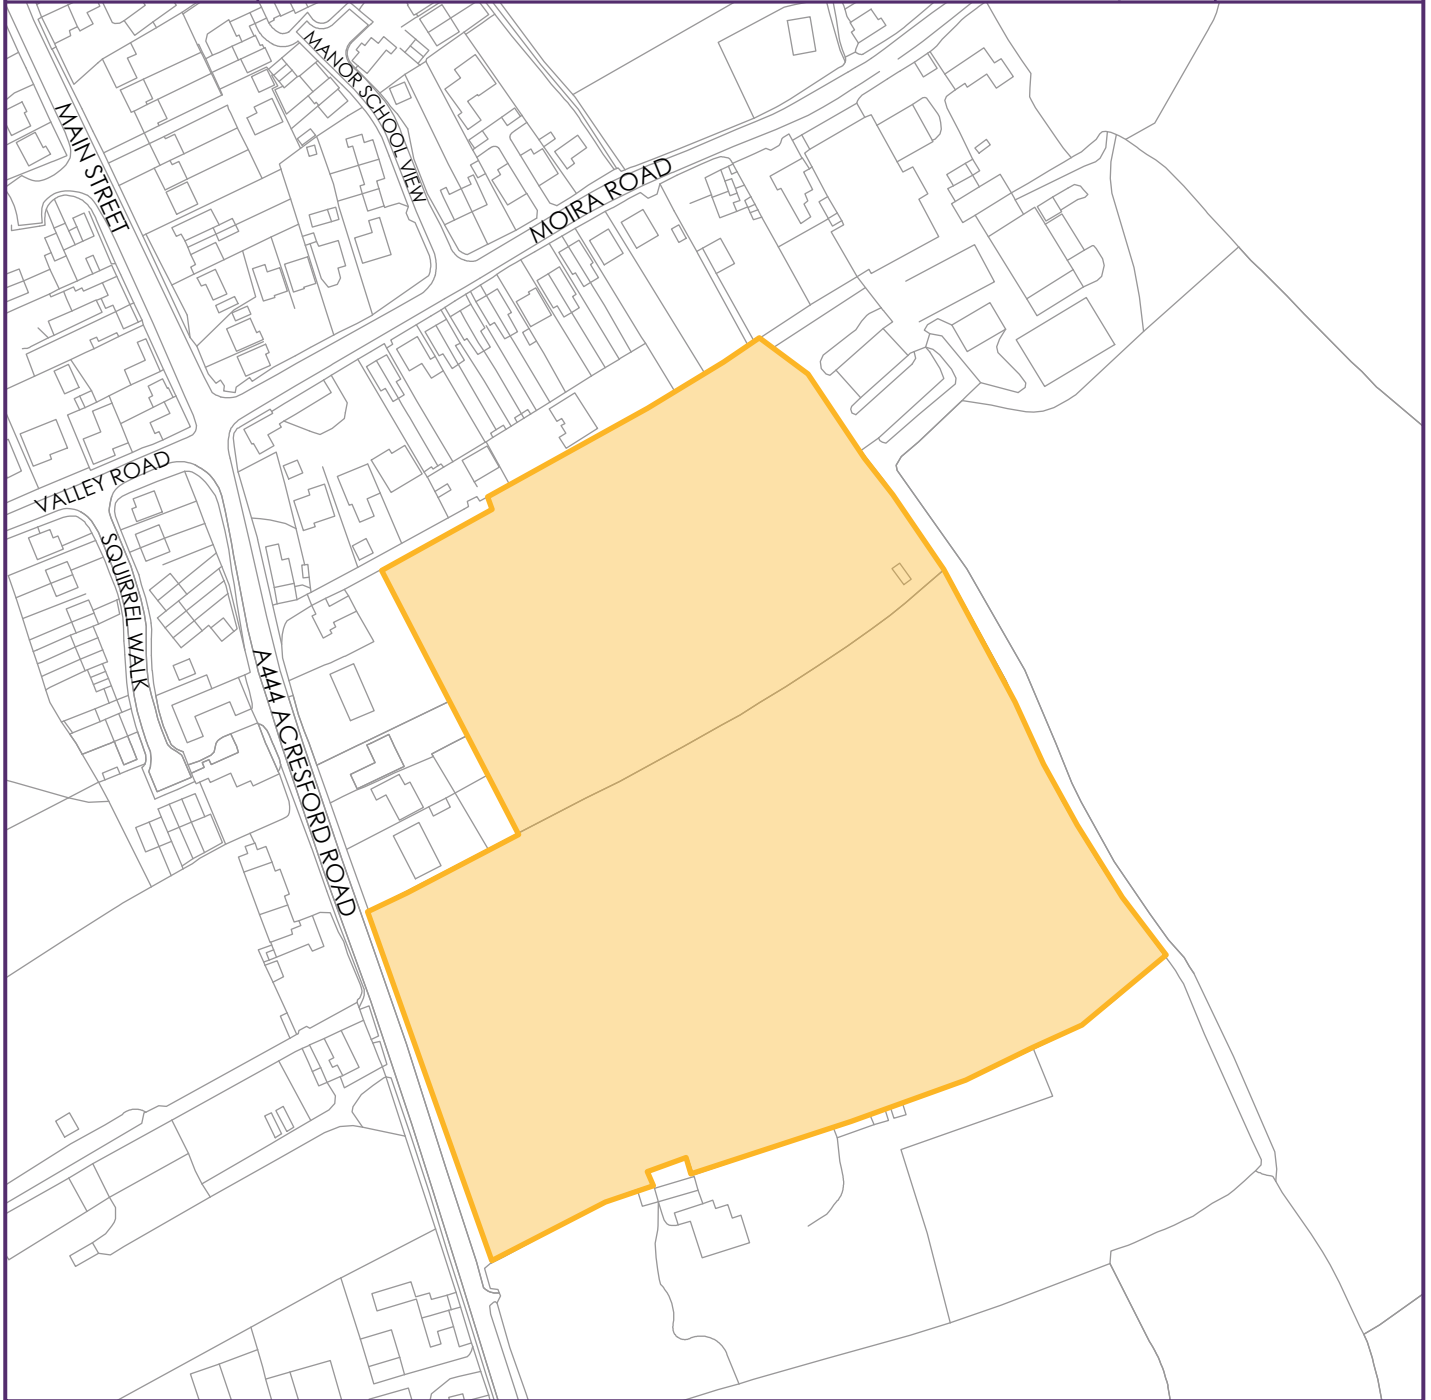 MANOR SCHOOL VIEW
MAIN STREET
MOIRA ROAD
VALLEY ROAD
SQUIRREL WALK
A444 ACRESFORD ROAD